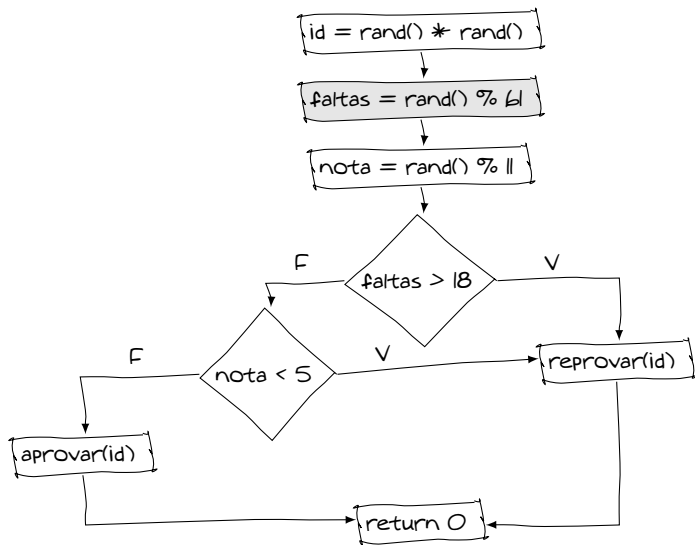 id = rand() * rand()
faltas = rand() % 61
nota = rand() % 11
faltas > 18
F
V
nota < 5
F
V
reprovar(id)
aprovar(id)
return 0